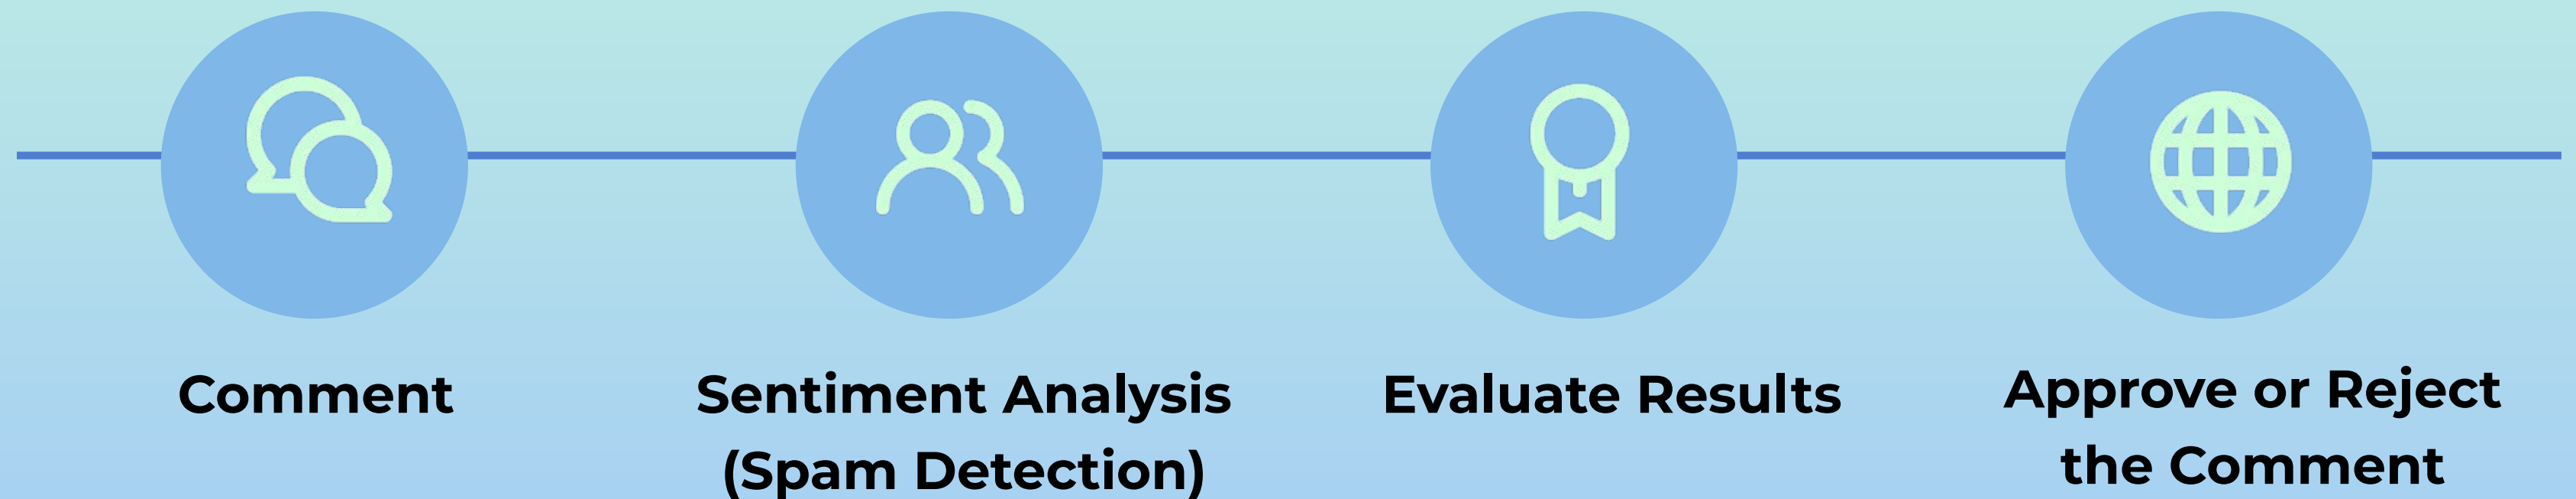 Comment
Sentiment Analysis
(Spam Detection)
Evaluate Results
Approve or Reject
the Comment